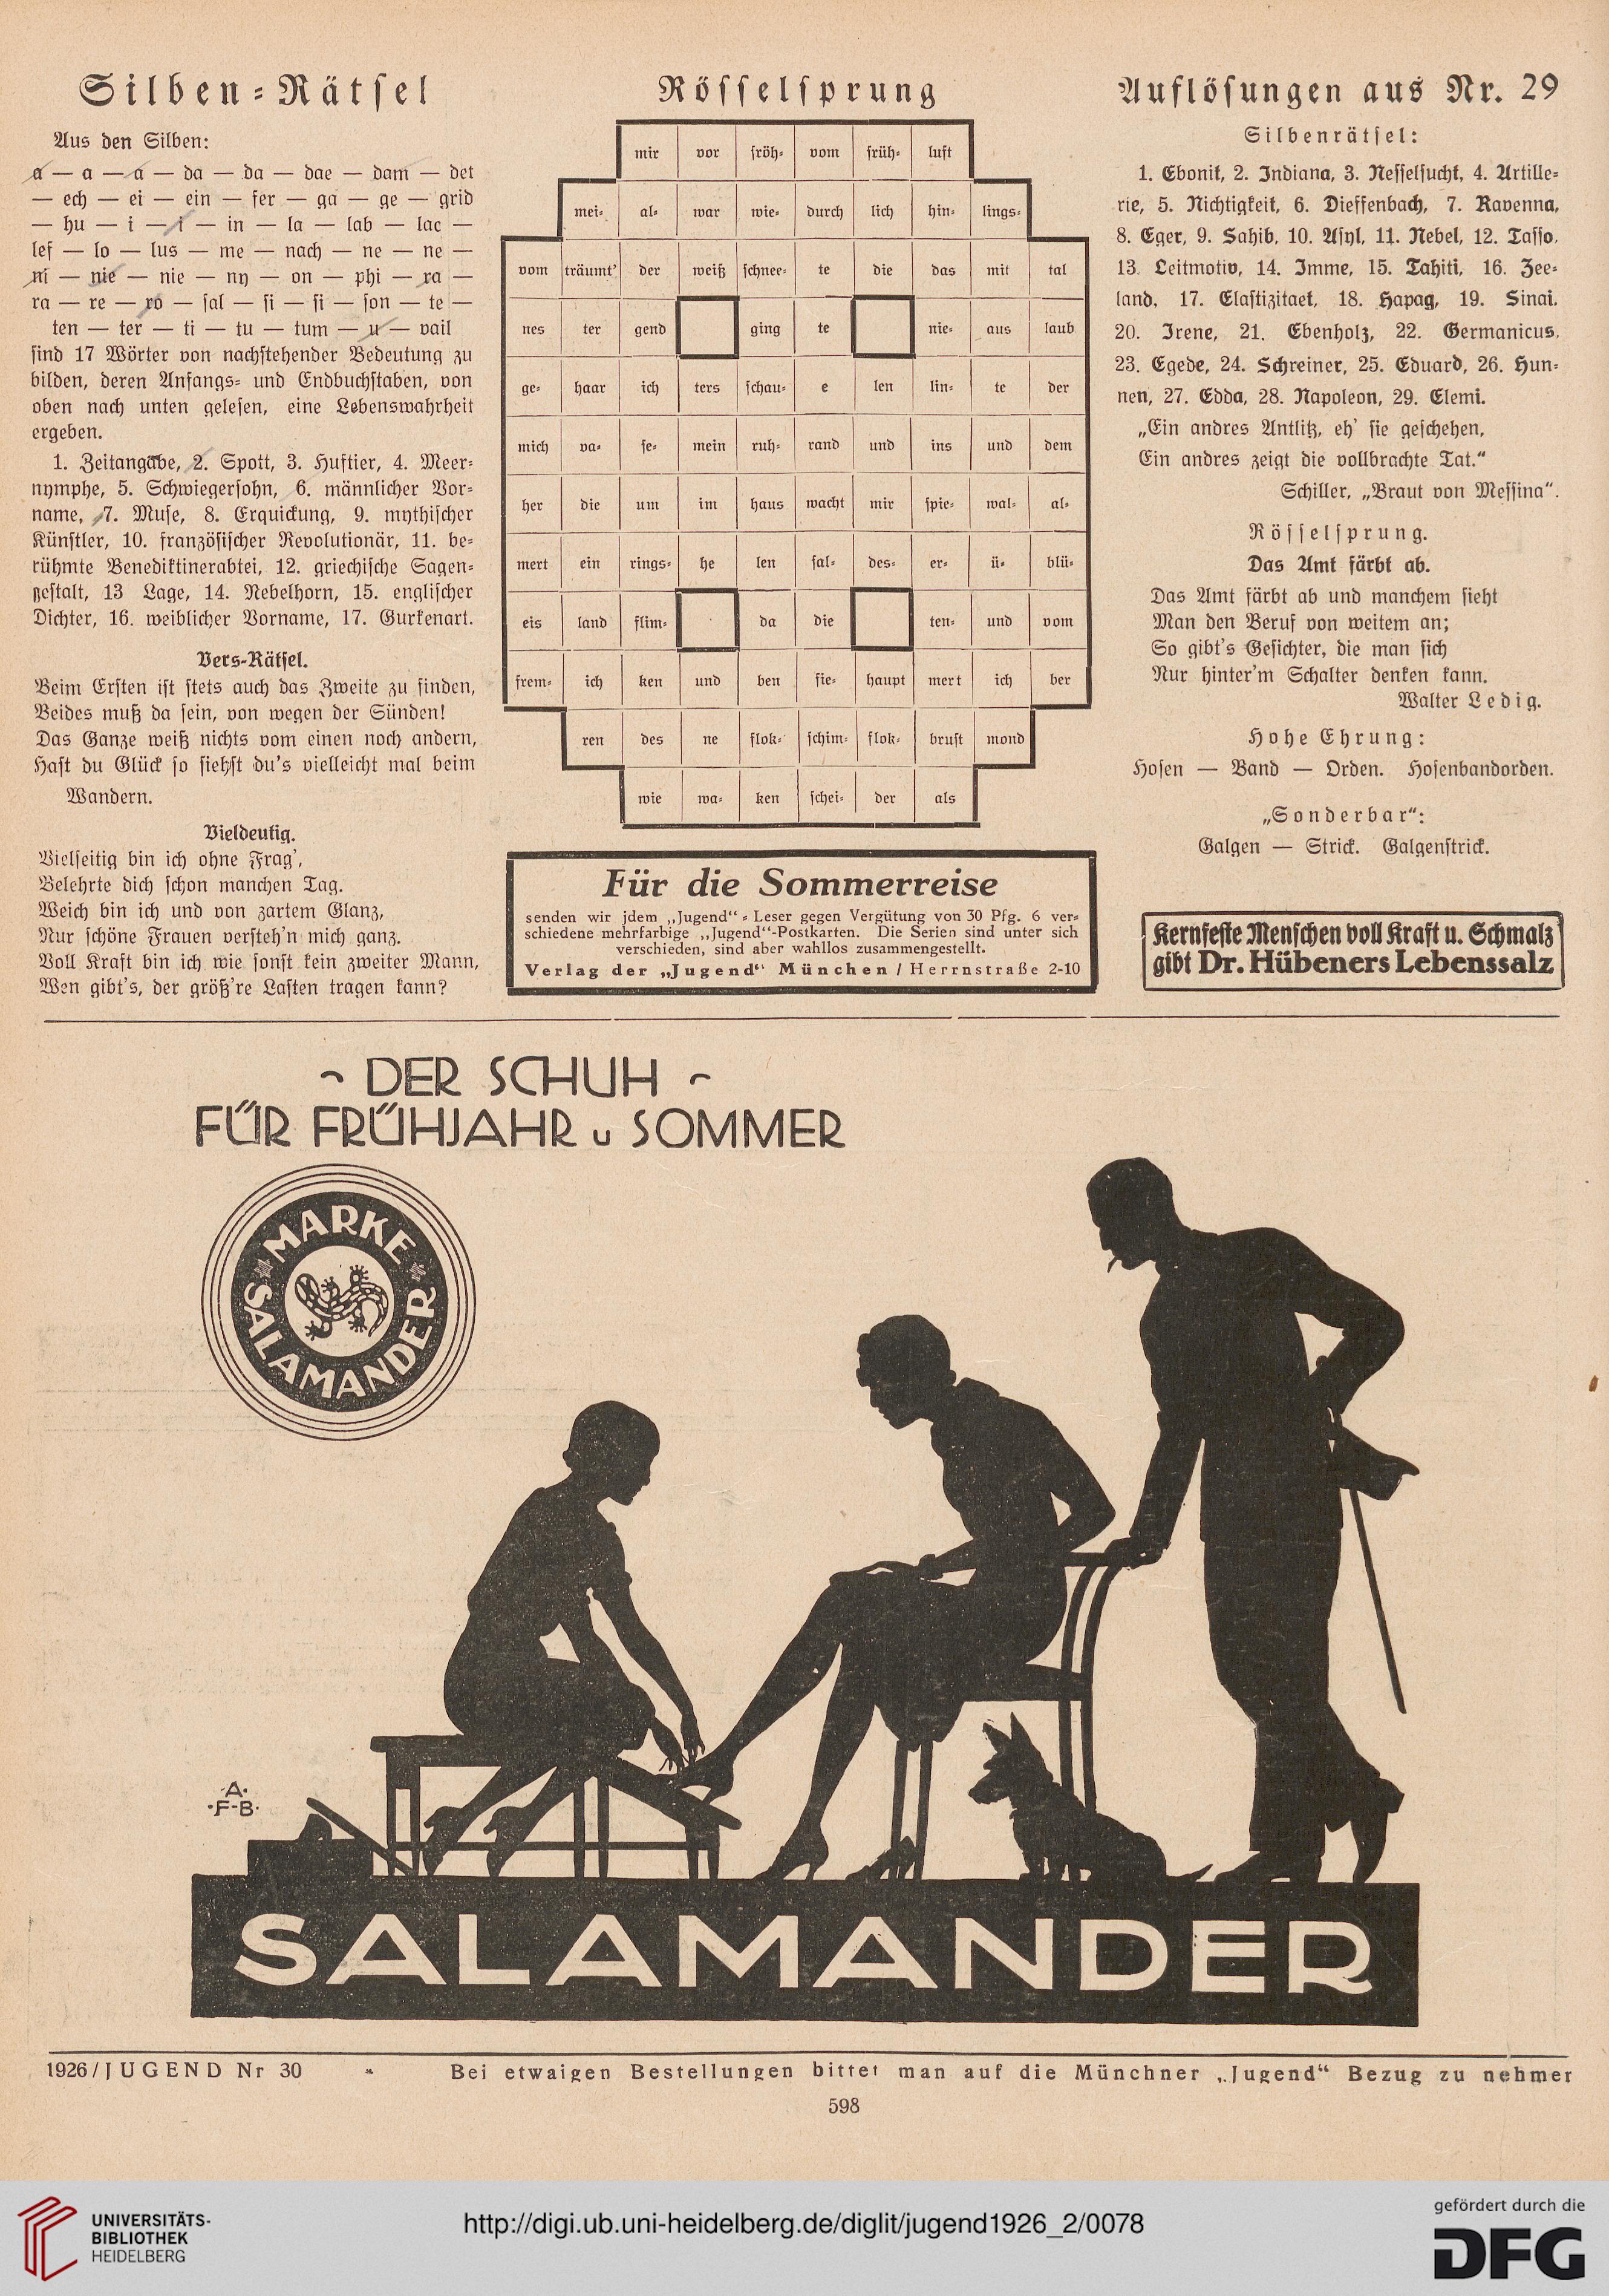 Silben-Rätsel
Aus den Silben:
a — a — a — da — da — dae — dam — det
— ech — ei — ein — fer — ga — ge — grid
— hu — i — i — in — la — lab — lac —
lef — lo — lus — me — nach — ne — ne —
ni — nie — nie — ny — on — phi — ra —
ra — re — ro — sal — si — si — son — te —
ten — ter — ti — tu — tum — u — vail
sind 17 Wörter von nachstehender Bedeutung zu
bilden, deren Anfangs- und Endbuchstaben, von
oben nach unten gelesen, eine Lebenswahrheit
ergeben.
1. Zeitangabe, 2. Spott, 3. Huftier, 4. Meer-
nymphe, 5. Schwiegersohn, 6. männlicher Vor-
name, 7. Muse, 8. Erquickung, 9. mythischer
Künstler, 10. französischer Revolutionär, 11. be-
rühmte Benediktinerabtei, 12. griechische Sagen-
gestalt, 13 Lage, 14. Nebelhorn, 15. englischer
Dichter, 16. weiblicher Vorname, 17. Gurkenart.
Vers-Rätsel.
Beim Ersten ist stets auch das Zweite zu finden,
Beides muß da sein, von wegen der Sünden!
Das Ganze weiß nichts vom einen noch andern,
Hast du Glück so siehst du's vielleicht mal beim
Wandern.
Vieldeutig.
Vielseitig bin ich ohne Frag',
Belehrte dich schon manchen Tag.
Weich bin ich und von zartem Glanz,
Nur schöne Frauen versteh'n mich ganz.
Voll Kraft bin ich wie sonst kein zweiter Mann,
Wen gibt's, der größ're Lasten tragen kann?
Rösselsprung
mir vor fröh- vom früh- luft
mei- al- war wie- durch lich hin- lings-
vom träumt' der weiß schnee- te die das mit tal
nes ter gend ging te nie- aus laub
ge- haar ich ters schau- e len lin- te der
mich va- se- mein ruh- rand und ins und dem
her die um im haus wacht mir spie- wal- al-
mert ein rings- he len sal- des- er- ü- blü-
eis land flim- da die ten- und vom
frem- ich ken und ben sie- haupt mert ich ber
ren des ne flok- schim- flok- brust mond
wie wa- ken schei- der als
Für die Sommerreise
senden wir jdem „Jugend“-Leser gegen Vergütung von 30 Pfg. 6 ver-
schiedene mehrfarbige „Jugend“-Postkarten. Die Serien sind unter sich
verschieden, sind aber wahllos zusammengestellt.
Verlag der „Jugend“ München / Herrnstraße 2-10
Auflösungen aus Nr. 29
Silbenrätsel:
1. Ebonit, 2. Indiana, 3. Nesselsucht, 4. Artille-
rie, 5. Nichtigkeit, 6. Dieffenbach, 7. Ravenna,
8. Eger, 9. Sahib, 10. Asyl, 11. Nebel, 12. Tasso,
13. Leitmotiv, 14. Imme, 15. Tahiti, 16. See-
land, 17. Elastizitaet, 18. Hapag, 19. Sinai,
20. Irene, 21. Ebenholz, 22. Germanicus,
23. Egede, 24. Schreiner, 25. Eduard, 26. Hun-
nen, 27. Edda, 28. Napoleon, 29. Elemi.
„Ein andres Antlitz, eh' sie geschehen,
Ein andres zeigt die vollbrachte Tat.“
Schiller, „Braut von Messina“.
Rösselsprung.
Das Amt färbt ab.
Das Amt färbt ab und manchem sieht
Man den Beruf von weitem an;
So gibt's Gesichter, die man sich
Nur hinter'm Schalter denken kann.
Walter Ledig.
Hohe Ehrung:
Hosen — Band — Orden. Hosenbandorden.
„Sonderbar“:
Galgen — Strick. Galgenstrick.
Kernfeste Menschen voll Kraft u. Schmalz
gibt Dr. Hübeners Lebenssalz
DER SCHUH
FÜR FRÜHJAHR u SOMMER
MARKE
SALAMANDER
A.
F-B.
SALAMANDER
1926 / JUGEND Nr 30 * Bei etwaigen Bestellungen bittet man auf die Münchner „Jugend“ Bezug zu nehmer
598
UNIVERSITÄTS-
BIBLIOTHEK
HEIDELBERG
http://digi.ub.uni-heidelberg.de/diglit/jugend1926_2/0078
gefördert durch die
DFG